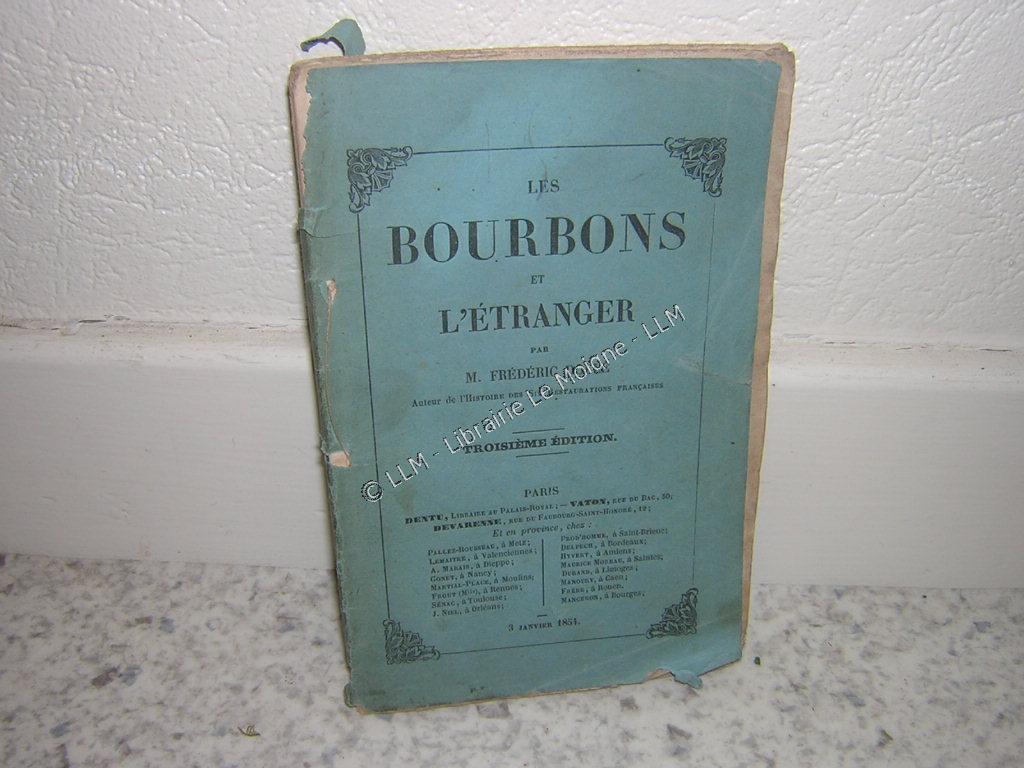 LES
BOURBONS
ET
L'ÉTRANGER
PAR
M. FRÉDÉRIC
Auteur de l'HISTOIRE DES RESTAURATIONS FRANÇAISES
TROISIÈME ÉDITION.
PARIS
DENTU, LIBRAIRE AU PALAIS-ROYAL; — VATON, RUE DU BAC, 50;
DEVARENNE, RUE DU FAUBOURG-SAINT-HONORÉ, 12;
Et en province, chez :
PALLEZ-ROUSSEAU, à Metz;
LEMAITRE, à Valenciennes;
A. MARAIS, à Dieppe;
GONET, à Nancy;
MARTIAL-PLACE, à Moulins;
FROUT (Mlle), à Rennes;
SÉNAC, à Toulouse;
J. NIEL, à Orléans;
PROD'HOMME, à Saint-Brieuc;
DELPECH, à Bordeaux;
HYVERT, à Amiens;
MAURICE MOREAU, à Saintes;
DURAND, à Limoges;
MANOURY, à Caen;
FRÈRE, à Rouen.
MANCERON, à Bourges;
3 JANVIER 1854.
© LLM - Librairie Le Moigne - LLM